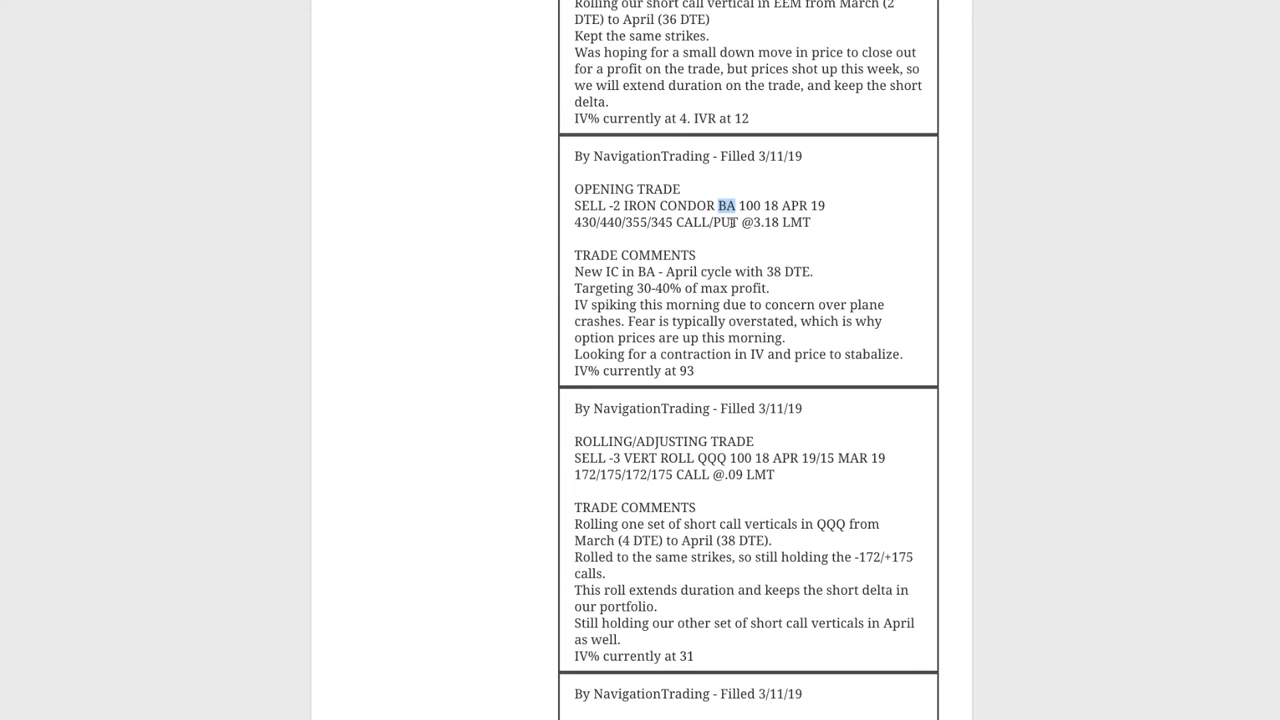 Rolling our short call vertical in EEM from March (2
DTE) to April (36 DTE)
Kept the same strikes.
Was hoping for a small down move in price to close out
for a profit on the trade, but prices shot up this week, so
we will extend duration on the trade, and keep the short
delta.
IV% currently at 4. IVR at 12
By NavigationTrading - Filled 3/11/19
OPENING TRADE
SELL -2 IRON CONDOR BA 100 18 APR 19
430/440/355/345 CALL/PUT @3.18 LMT
TRADE COMMENTS
New IC in BA - April cycle with 38 DTE.
Targeting 30-40% of max profit.
IV spiking this morning due to concern over plane
crashes. Fear is typically overstated, which is why
option prices are up this morning.
Looking for a contraction in IV and price to stabalize.
IV% currently at 93
By NavigationTrading - Filled 3/11/19
ROLLING/ADJUSTING TRADE
SELL -3 VERT ROLL QQQ 100 18 APR 19/15 MAR 19
172/175/172/175 CALL @.09 LMT
TRADE COMMENTS
Rolling one set of short call verticals in QQQ from
March (4 DTE) to April (38 DTE).
Rolled to the same strikes, so still holding the -172/+175
calls.
This roll extends duration and keeps the short delta in
our portfolio.
Still holding our other set of short call verticals in April
as well.
IV% currently at 31
By NavigationTrading - Filled 3/11/19